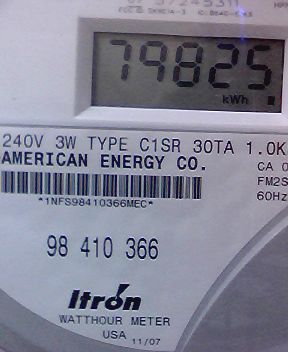 79825
kWh
240V 3W TYPE C1SR 30TA 1.0K
AMERICAN ENERGY CO.
CA 0
FM2S
60Hz
*1NFS98410366MEC*
98 410 366
Itron
WATTHOUR METER
USA 11/07